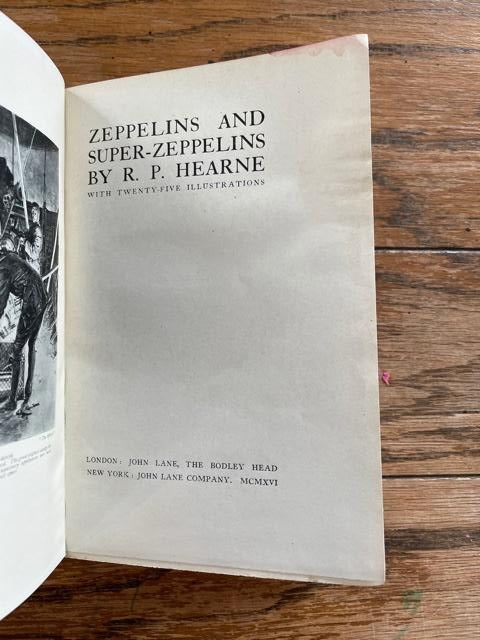 ZEPPELINS AND
SUPER-ZEPPELINS
BY R. P. HEARNE
WITH TWENTY-FIVE ILLUSTRATIONS
LONDON: JOHN LANE, THE BODLEY HEAD
NEW YORK: JOHN LANE COMPANY. MCMXVI